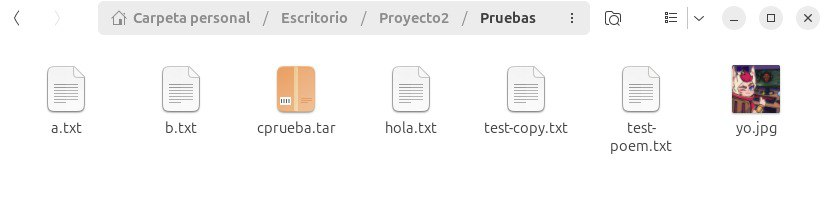 Carpeta personal / Escritorio / Proyecto2 / Pruebas
a.txt
b.txt
cprueba.tar
hola.txt
test-copy.txt
test-
poem.txt
yo.jpg